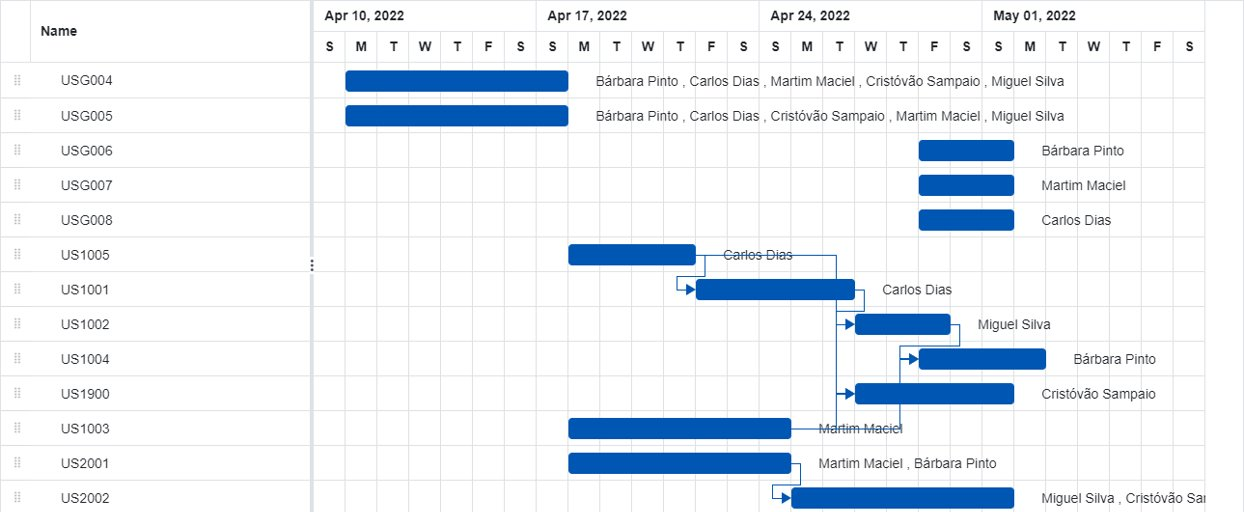 Name Apr 10, 2022 Apr 17, 2022 Apr 24, 2022 May 01, 2022
S M T W T F S S M T W T F S S M T W T F S S M T W T F S
USG004 Bárbara Pinto , Carlos Dias , Martim Maciel , Cristóvão Sampaio , Miguel Silva
USG005 Bárbara Pinto , Carlos Dias , Cristóvão Sampaio , Martim Maciel , Miguel Silva
USG006 Bárbara Pinto
USG007 Martim Maciel
USG008 Carlos Dias
US1005 Carlos Dias
US1001 Carlos Dias
US1002 Miguel Silva
US1004 Bárbara Pinto
US1900 Cristóvão Sampaio
US1003 Martim Maciel
US2001 Martim Maciel , Bárbara Pinto
US2002 Miguel Silva , Cristóvão Sa